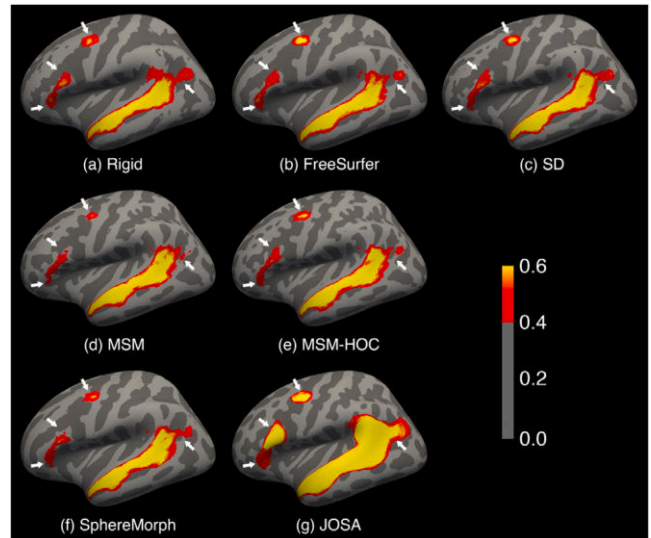 (a) Rigid
(b) FreeSurfer
(c) SD
(d) MSM
(e) MSM-HOC
0.6
0.4
0.2
0.0
(f) SphereMorph
(g) JOSA